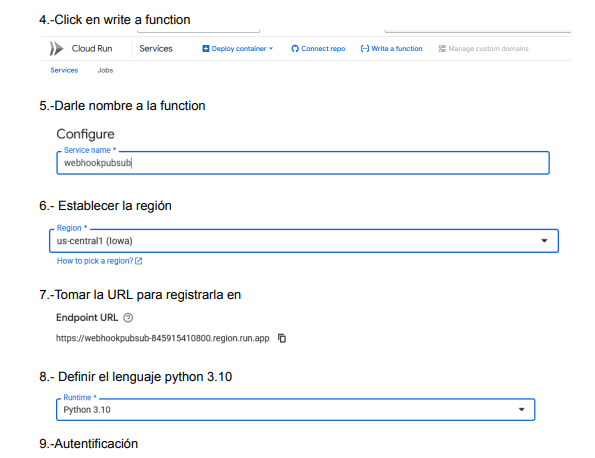 4.-Click en write a function
Cloud Run Services Deploy container Connect repo Write a function Manage custom domains
Services Jobs
5.-Darle nombre a la function
Configure
Service name *
webhookpubsub
6.- Establecer la región
Region *
us-central1 (Iowa)
How to pick a region?
7.-Tomar la URL para registrarla en
Endpoint URL
https://webhookpubsub-845915410800.region.run.app
8.- Definir el lenguaje python 3.10
Runtime *
Python 3.10
9.-Autentificación